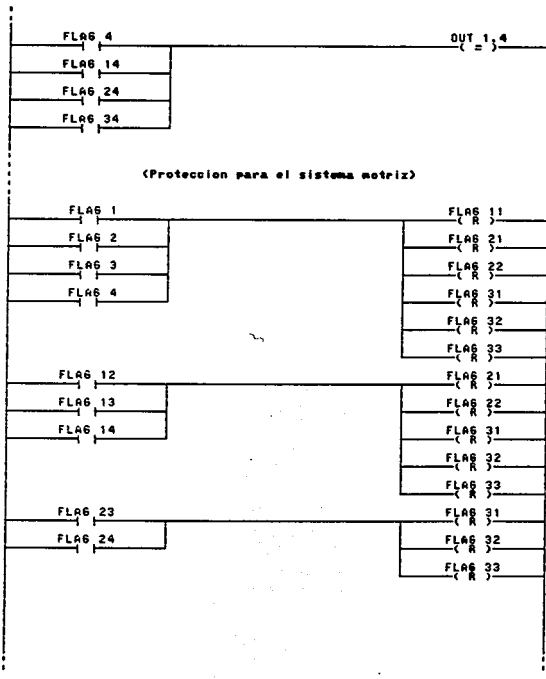 FLAG 4 OUT 1,4
( = )
FLAG 14
FLAG 24
FLAG 34
(Proteccion para el sistema motriz)
FLAG 1 FLAG 11
( R )
FLAG 2 FLAG 21
( R )
FLAG 3 FLAG 22
( R )
FLAG 4 FLAG 31
( R )
FLAG 32
( R )
FLAG 33
( R )
FLAG 12 FLAG 21
( R )
FLAG 13 FLAG 22
( R )
FLAG 14 FLAG 31
( R )
FLAG 32
( R )
FLAG 33
( R )
FLAG 23 FLAG 31
( R )
FLAG 24 FLAG 32
( R )
FLAG 33
( R )